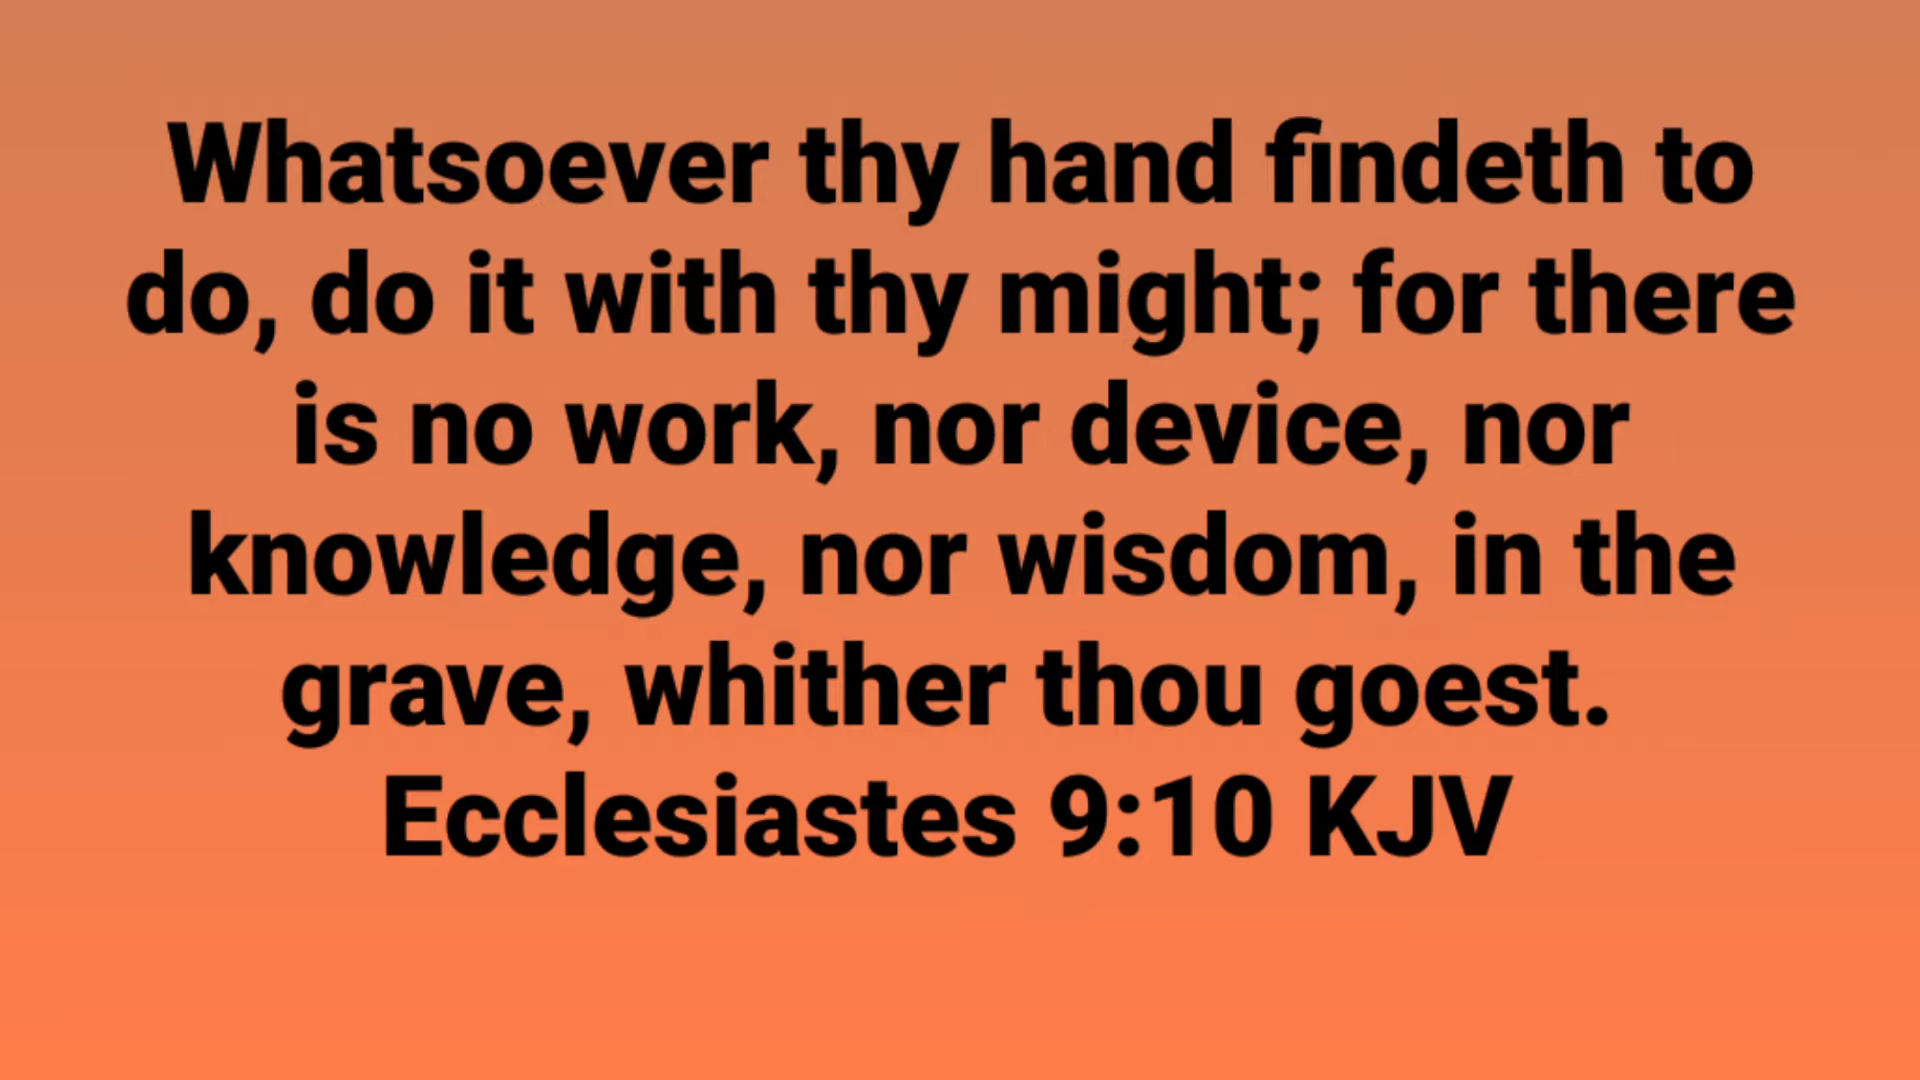 Whatsoever thy hand findeth to
do, do it with thy might; for there
is no work, nor device, nor
knowledge, nor wisdom, in the
grave, whither thou goest.
Ecclesiastes 9:10 KJV